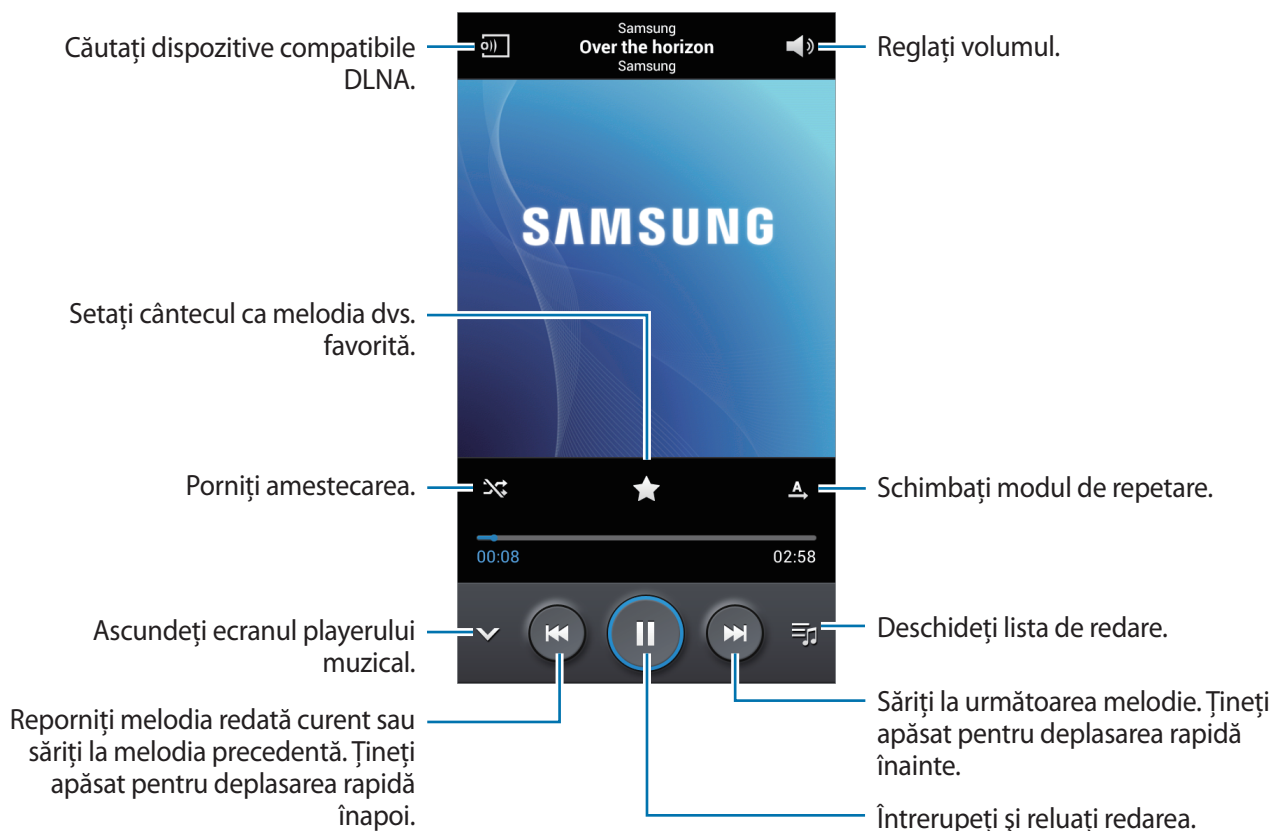 Samsung
Over the horizon
Samsung
Căutați dispozitive compatibile
DLNA.
Reglați volumul.
SAMSUNG
Setați cântecul ca melodia dvs.
favorită.
Porniți amestecarea.
A
Schimbați modul de repetare.
00:08
02:58
Ascundeți ecranul playerului
muzical.
Deschideți lista de redare.
Reporniți melodia redată curent sau
săriți la melodia precedentă. Țineți
apăsat pentru deplasarea rapidă
înapoi.
Săriți la următoarea melodie. Țineți
apăsat pentru deplasarea rapidă
înainte.
Întrerupeți şi reluați redarea.